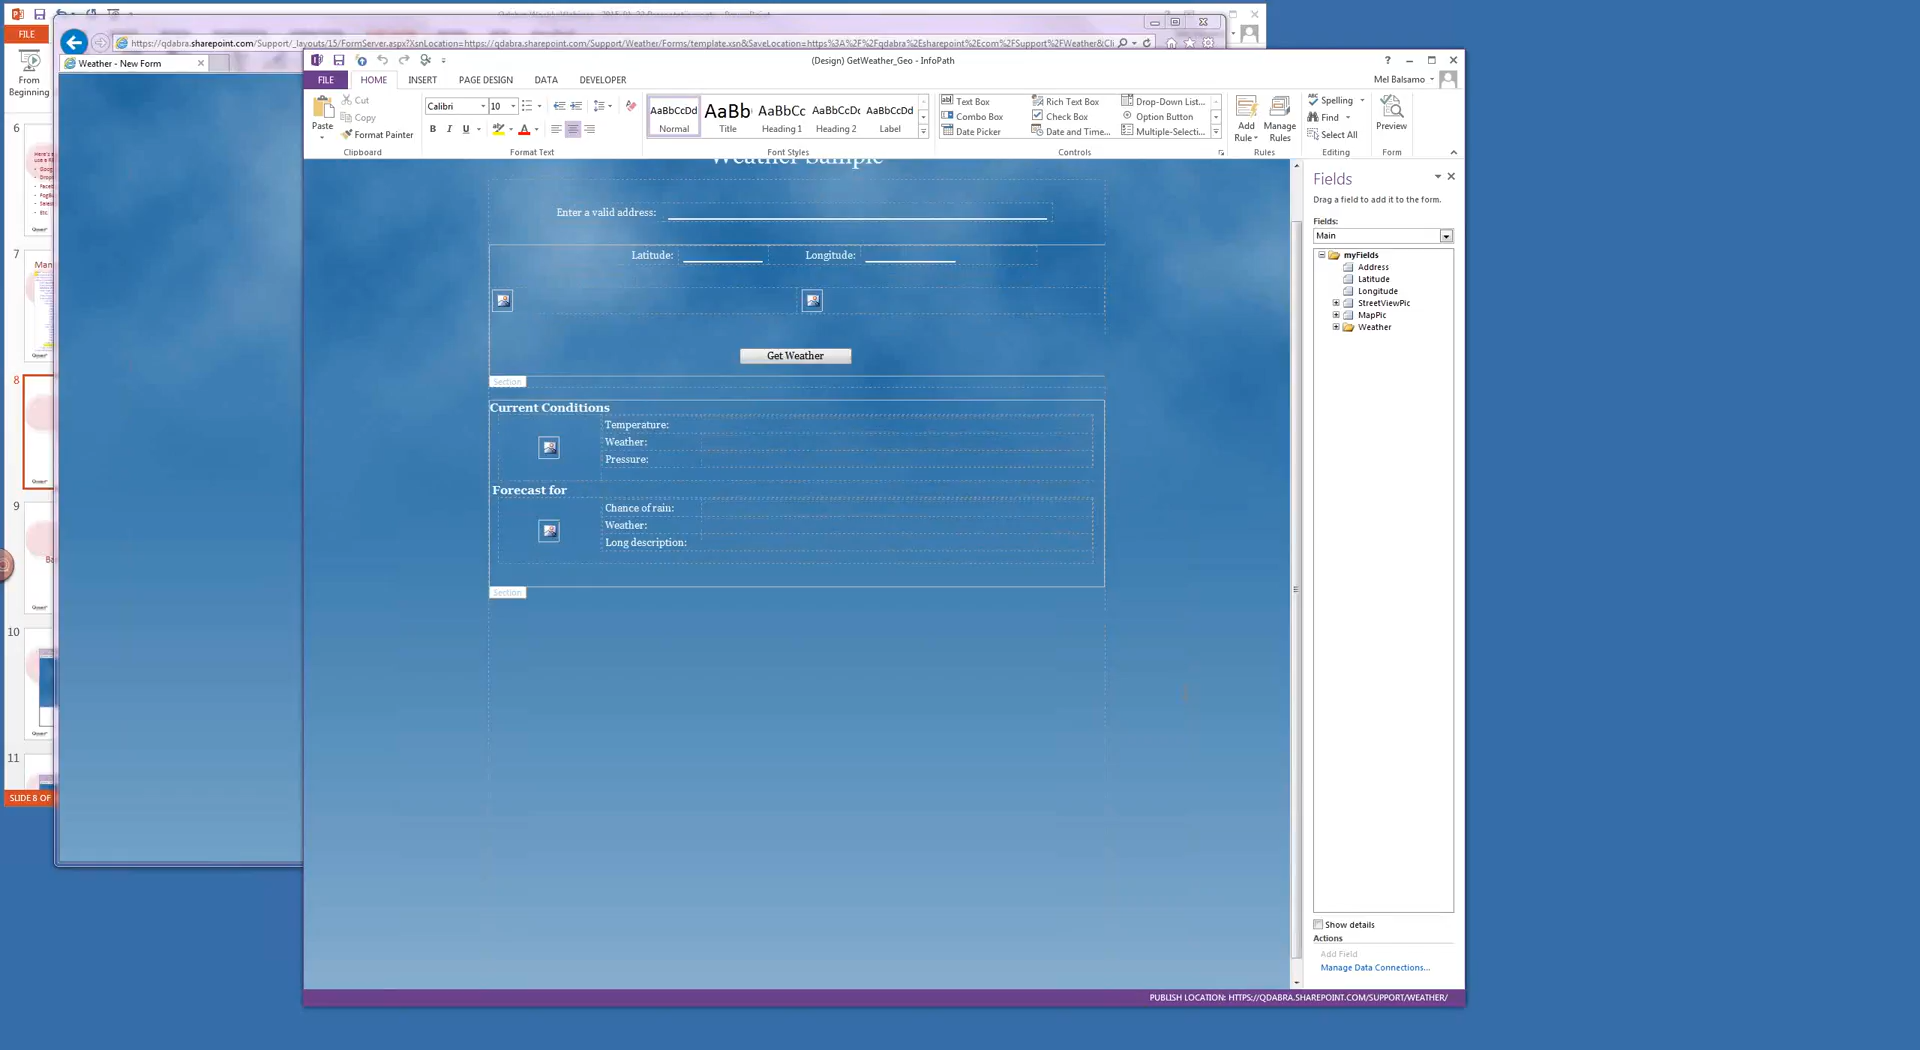 https://qdabra.sharepoint.com/Support/_layouts/15/FormServer.aspx?XsnLocation=https://qdabra.sharepoint.com/Support/Weather/Forms/template.xsn&SaveLocation=https%3A%2F%2Fqdabra%2Esharepoint%2Ecom%2FSupport%2FWeather&Cli
Weather - New Form
FILE
From
Beginning
6
7
Man
8
9
Ba
10
11
SLIDE 8 OF
(Design) GetWeather_Geo - InfoPath
FILE HOME INSERT PAGE DESIGN DATA DEVELOPER
Mel Balsamo
Paste
Cut
Copy
Format Painter
Clipboard
Calibri 10
B I U
Format Text
AaBbCcDd AaBb AaBbCc AaBbCcDc AaBbCcDd
Normal Title Heading 1 Heading 2 Label
Font Styles
Text Box Rich Text Box Drop-Down List...
Combo Box Check Box Option Button
Date Picker Date and Time... Multiple-Selecti...
Controls
Add
Rule
Manage
Rules
Rules
Spelling
Find
Select All
Editing
Preview
Form
Weather Sample
Enter a valid address:
Latitude: Longitude:
Get Weather
Section
Current Conditions
Temperature:
Weather:
Pressure:
Forecast for
Chance of rain:
Weather:
Long description:
Section
Fields
Drag a field to add it to the form.
Fields:
Main
myFields
Address
Latitude
Longitude
StreetViewPic
MapPic
Weather
Show details
Actions
Add Field
Manage Data Connections...
PUBLISH LOCATION: HTTPS://QDABRA.SHAREPOINT.COM/SUPPORT/WEATHER/